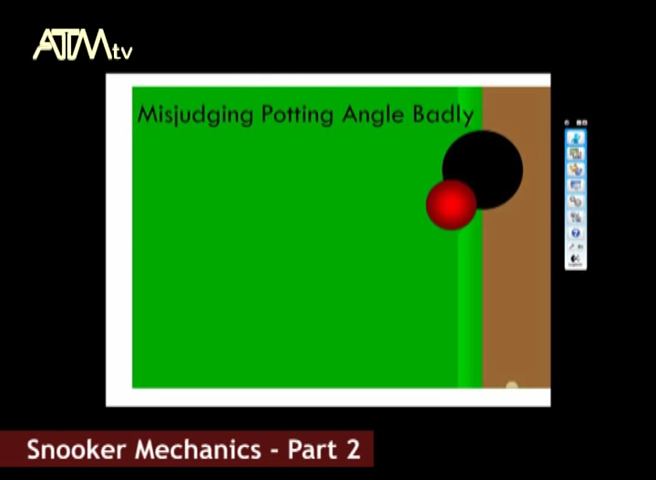 ATMtv
Misjudging Potting Angle Badly
Snooker Mechanics - Part 2